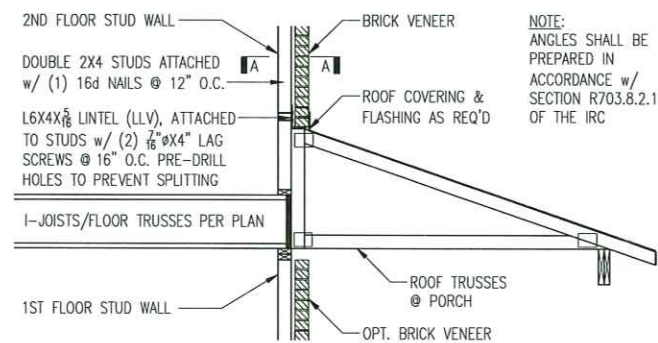 2ND FLOOR STUD WALL
DOUBLE 2X4 STUDS ATTACHED
w/ (1) 16d NAILS @ 12" O.C.
L6X4X5/16 LINTEL (LLV), ATTACHED
TO STUDS w/ (2) 7/16"øX4" LAG
SCREWS @ 16" O.C. PRE-DRILL
HOLES TO PREVENT SPLITTING
I-JOISTS/FLOOR TRUSSES PER PLAN
1ST FLOOR STUD WALL
A
A
BRICK VENEER
ROOF COVERING &
FLASHING AS REQ'D
ROOF TRUSSES
@ PORCH
OPT. BRICK VENEER
NOTE:
ANGLES SHALL BE
PREPARED IN
ACCORDANCE w/
SECTION R703.8.2.1
OF THE IRC